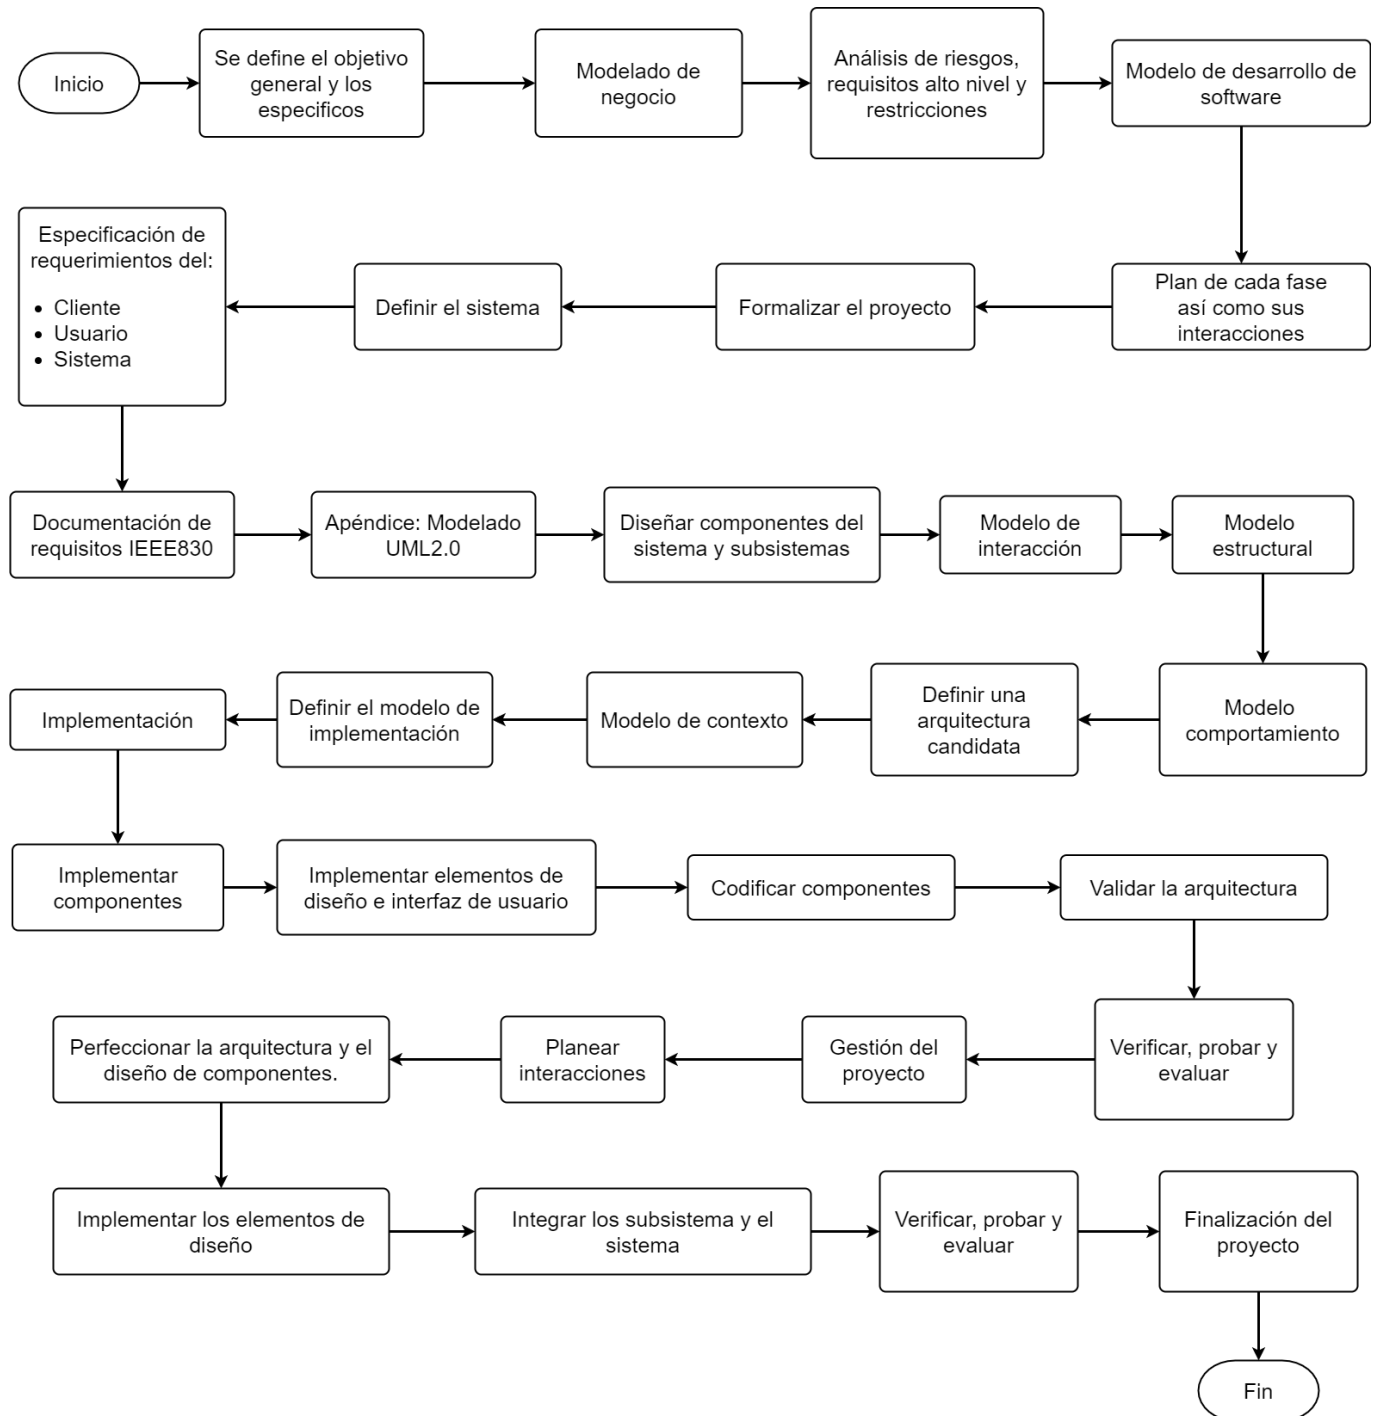 Inicio
Se define el objetivo
general y los
especificos
Modelado de
negocio
Análisis de riesgos,
requisitos alto nivel y
restricciones
Modelo de desarrollo de
software
Plan de cada fase
así como sus
interacciones
Formalizar el proyecto
Definir el sistema
Especificación de
requerimientos del:
• Cliente
• Usuario
• Sistema
Documentación de
requisitos IEEE830
Apéndice: Modelado
UML2.0
Diseñar componentes del
sistema y subsistemas
Modelo de
interacción
Modelo
estructural
Modelo
comportamiento
Definir una
arquitectura
candidata
Modelo de contexto
Definir el modelo de
implementación
Implementación
Implementar
componentes
Implementar elementos de
diseño e interfaz de usuario
Codificar componentes
Validar la arquitectura
Verificar, probar y
evaluar
Gestión del
proyecto
Planear
interacciones
Perfeccionar la arquitectura y el
diseño de componentes.
Implementar los elementos de
diseño
Integrar los subsistema y el
sistema
Verificar, probar y
evaluar
Finalización del
proyecto
Fin